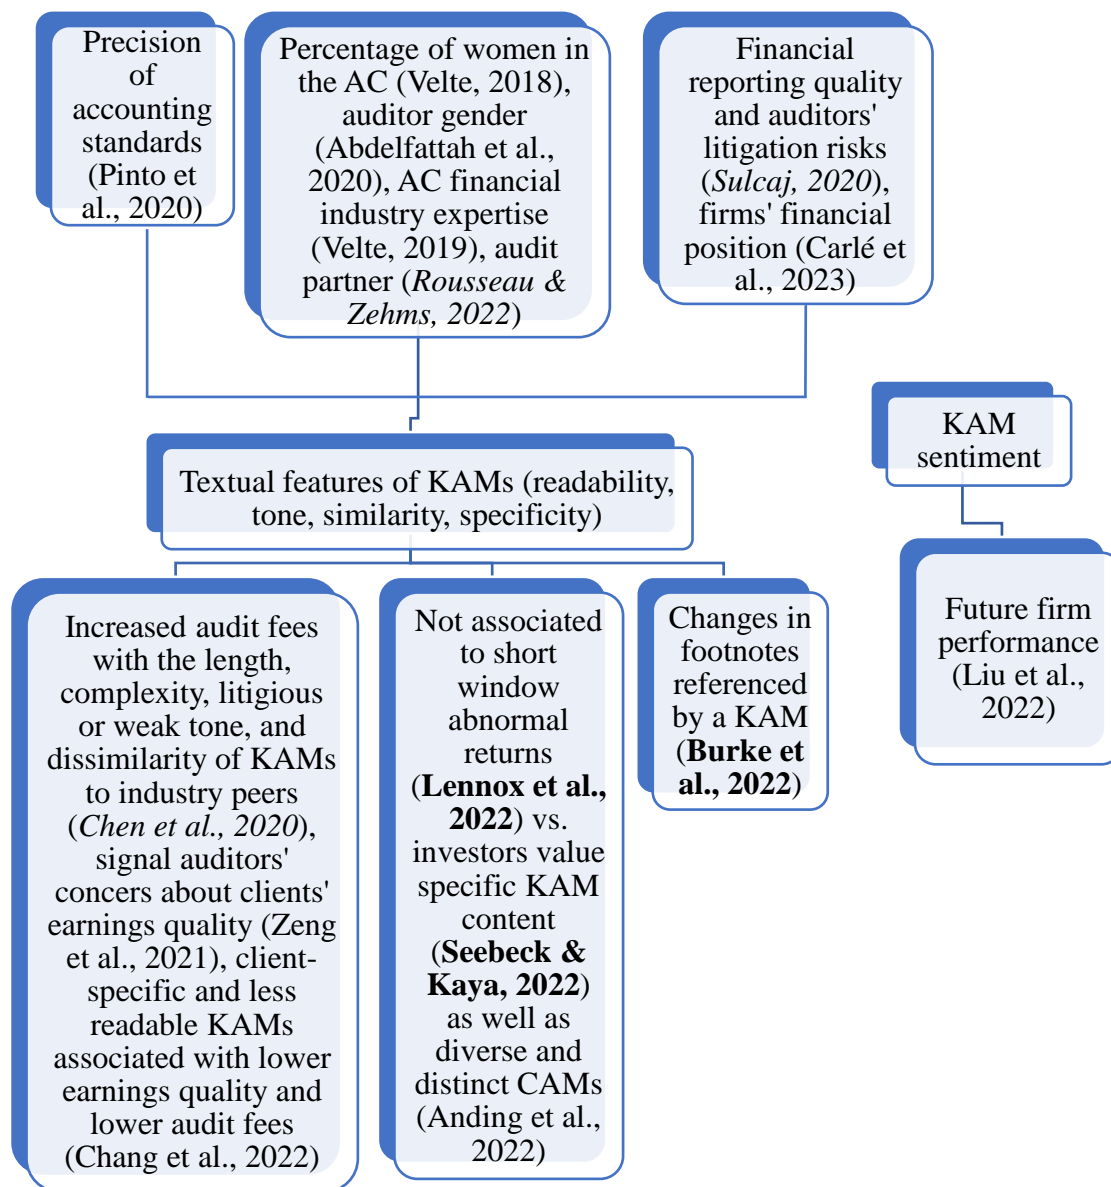 Precision
of
accounting
standards
(Pinto et
al., 2020)
Percentage of women in
the AC (Velte, 2018),
auditor gender
(Abdelfattah et al.,
2020), AC financial
industry expertise
(Velte, 2019), audit
partner (Rousseau &
Zehms, 2022)
Financial
reporting quality
and auditors'
litigation risks
(Sulcaj, 2020),
firms' financial
position (Carlé et
al., 2023)
Textual features of KAMs (readability,
tone, similarity, specificity)
KAM
sentiment
Increased audit fees
with the length,
complexity, litigious
or weak tone, and
dissimilarity of KAMs
to industry peers
(Chen et al., 2020),
signal auditors'
concers about clients'
earnings quality (Zeng
et al., 2021), client-
specific and less
readable KAMs
associated with lower
earnings quality and
lower audit fees
(Chang et al., 2022)
Not associated
to short
window
abnormal
returns
(Lennox et al.,
2022) vs.
investors value
specific KAM
content
(Seebeck &
Kaya, 2022)
as well as
diverse and
distinct CAMs
(Anding et al.,
2022)
Changes in
footnotes
referenced
by a KAM
(Burke et
al., 2022)
Future firm
performance
(Liu et al.,
2022)